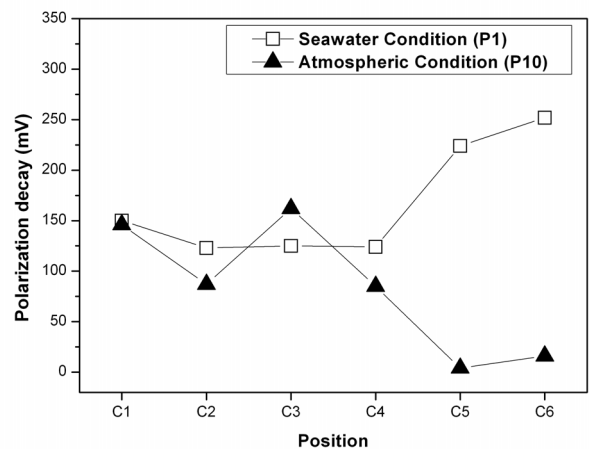 350
300
250
200
150
100
50
0
Polarization decay (mV)
Seawater Condition (P1)
Atmospheric Condition (P10)
C1 C2 C3 C4 C5 C6
Position